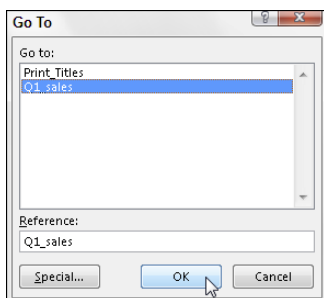 Go To
?
Go to:
Print_Titles
Q1_sales
Reference:
Q1_sales
Special...
OK
Cancel